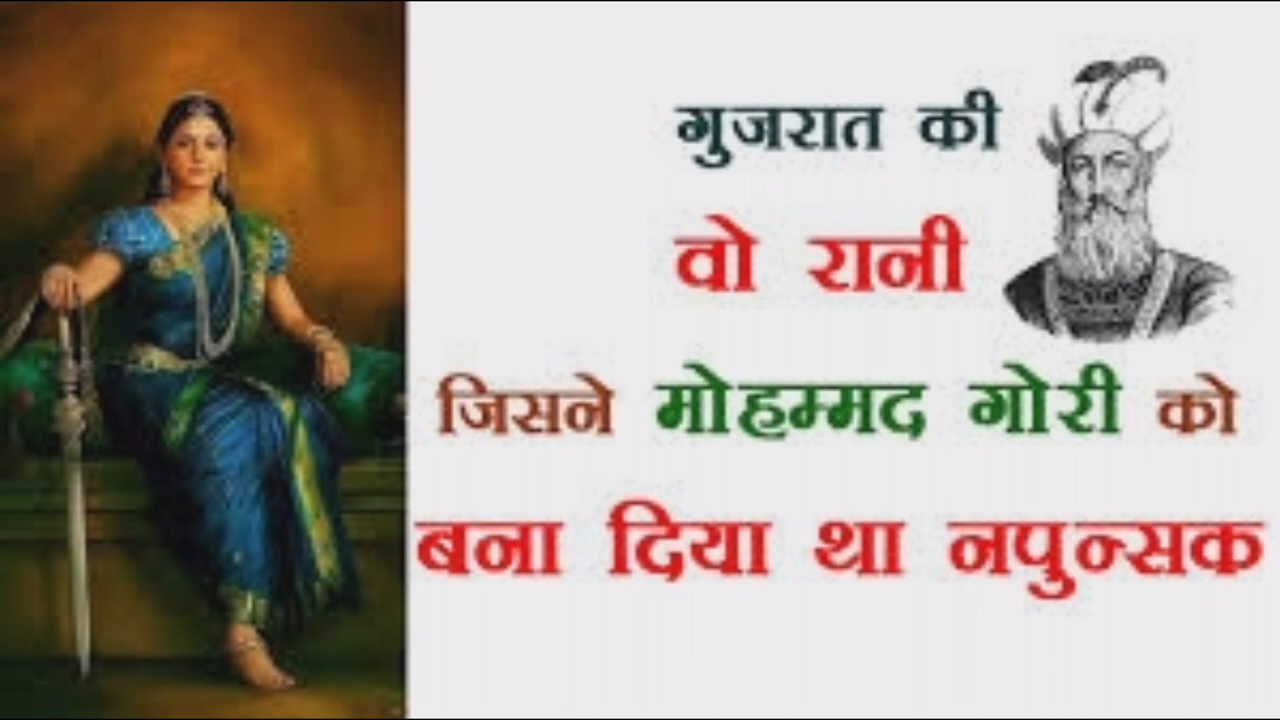 गुजरात की
वो रानी
जिसने मोहम्मद गोरी को
बना दिया था नपुन्सक